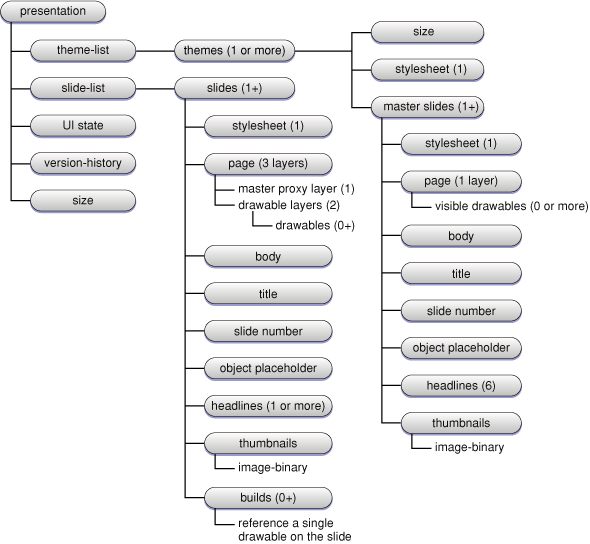 presentation
theme-list
themes (1 or more)
size
stylesheet (1)
master slides (1+)
stylesheet (1)
page (1 layer)
visible drawables (0 or more)
body
title
slide number
object placeholder
headlines (6)
thumbnails
image-binary
slide-list
slides (1+)
stylesheet (1)
page (3 layers)
master proxy layer (1)
drawable layers (2)
drawables (0+)
body
title
slide number
object placeholder
headlines (1 or more)
thumbnails
image-binary
builds (0+)
reference a single
drawable on the slide
UI state
version-history
size